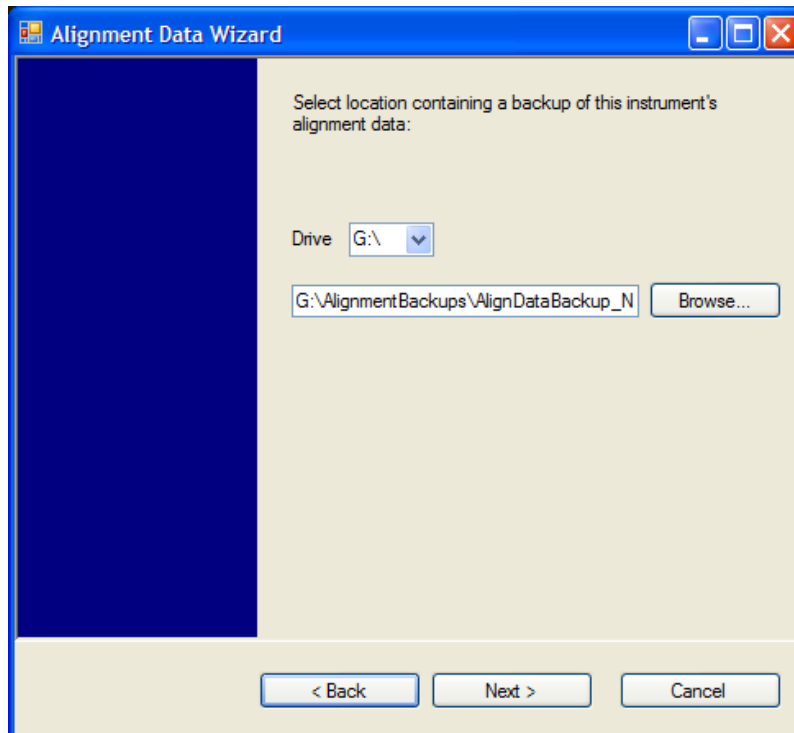 Alignment Data Wizard
Select location containing a backup of this instrument's
alignment data:
Drive G:\
G:\AlignmentBackups\AlignDataBackup_N Browse...
< Back Next > Cancel